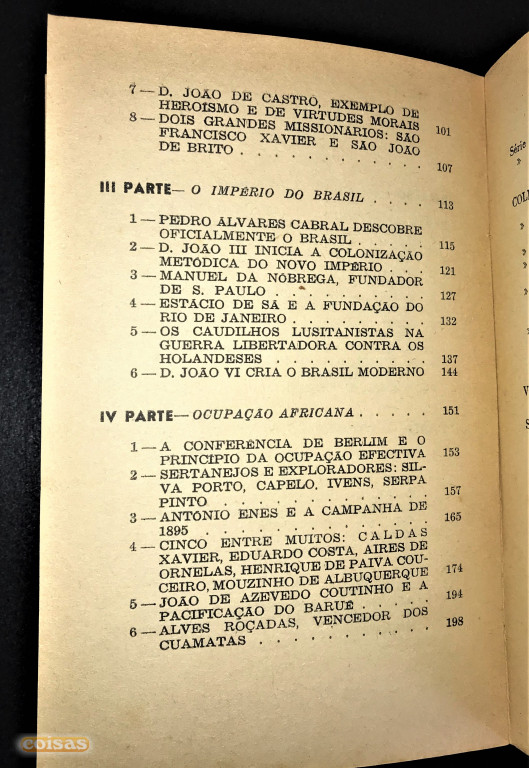 7 — D. JOÃO DE CASTRO, EXEMPLO DE
HEROÍSMO E DE VIRTUDES MORAIS 101
8 — DOIS GRANDES MISSIONARIOS: SÃO
FRANCISCO XAVIER E SÃO JOÃO
DE BRITO . . . . . . . . . . . 107
III PARTE — O IMPÉRIO DO BRASIL . . . . 113
1 — PEDRO ÁLVARES CABRAL DESCOBRE
OFICIALMENTE O BRASIL . . . . . 115
2 — D. JOÃO III INICIA A COLONIZAÇÃO
METÓDICA DO NOVO IMPÉRIO . . . 121
3 — MANUEL DA NÓBREGA, FUNDADOR
DE S. PAULO . . . . . . . . . . 127
4 — ESTÁCIO DE SÁ E A FUNDAÇÃO DO
RIO DE JANEIRO . . . . . . . . 132
5 — OS CAUDILHOS LUSITANISTAS NA
GUERRA LIBERTADORA CONTRA OS
HOLANDESES . . . . . . . . . . 137
6 — D. JOÃO VI CRIA O BRASIL MODERNO 144
IV PARTE — OCUPAÇÃO AFRICANA . . . . . 151
1 — A CONFERÊNCIA DE BERLIM E O
PRINCIPIO DA OCUPAÇÃO EFECTIVA 153
2 — SERTANEJOS E EXPLORADORES: SIL-
VA PORTO, CAPELO, IVENS, SERPA
PINTO . . . . . . . . . . . . 157
3 — ANTÓNIO ENES E A CAMPANHA DE
1895 . . . . . . . . . . . . 165
4 — CINCO ENTRE MUITOS: CALDAS
XAVIER, EDUARDO COSTA, AIRES DE
ORNELAS, HENRIQUE DE PAIVA COU-
CEIRO, MOUZINHO DE ALBUQUERQUE 174
5 — JOÃO DE AZEVEDO COUTINHO E A
PACIFICAÇÃO DO BARUÉ . . . . . 194
6 — ALVES ROÇADAS, VENCEDOR DOS
CUAMATAS . . . . . . . . . . . 198
Série
COL
V
S
coisas